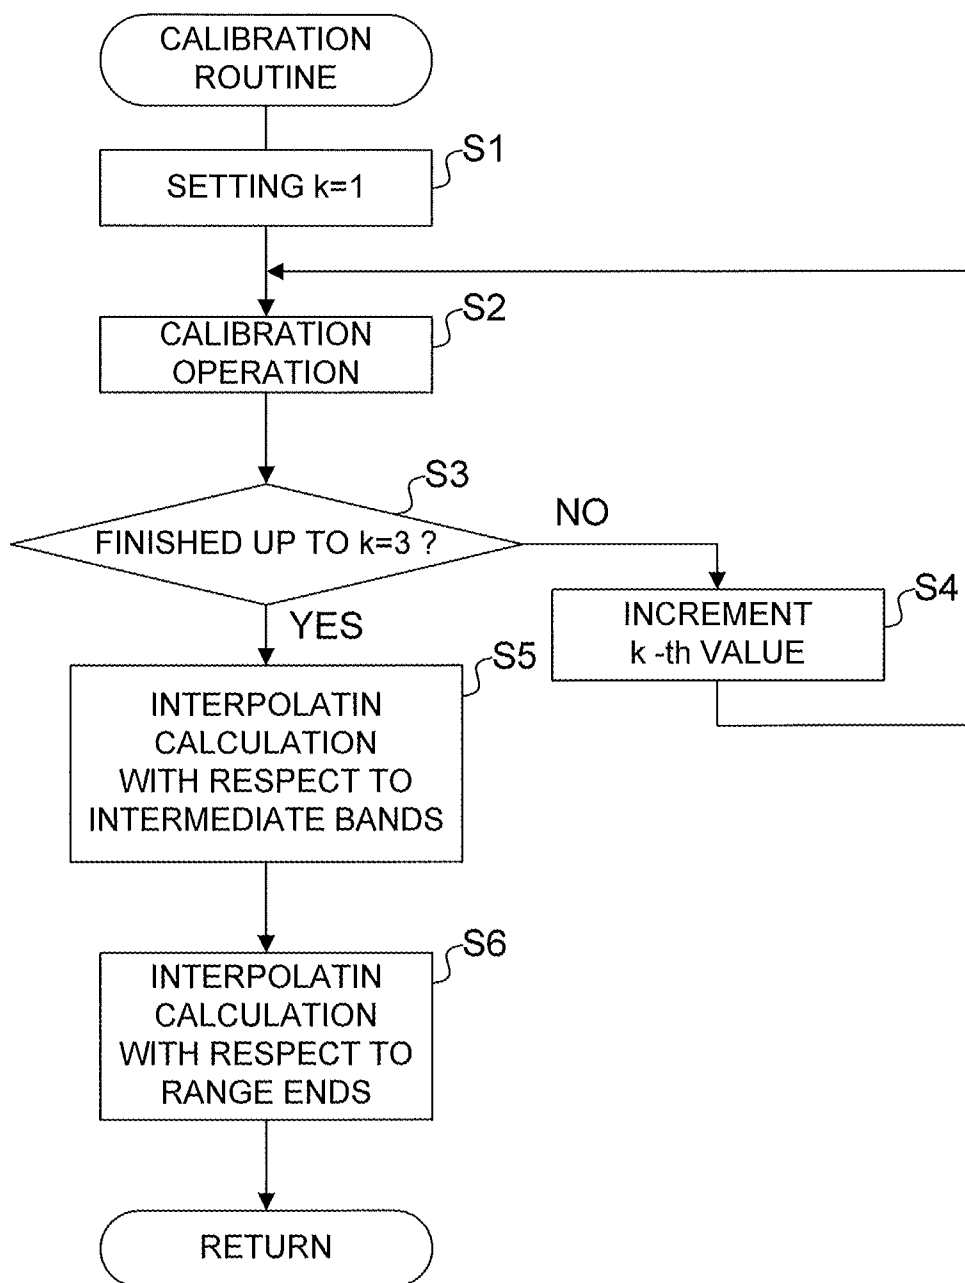 CALIBRATION
ROUTINE
S1
SETTING k=1
S2
CALIBRATION
OPERATION
S3
FINISHED UP TO k=3 ?
NO
YES
S4
INCREMENT
k -th VALUE
S5
INTERPOLATIN
CALCULATION
WITH RESPECT TO
INTERMEDIATE BANDS
S6
INTERPOLATIN
CALCULATION
WITH RESPECT TO
RANGE ENDS
RETURN